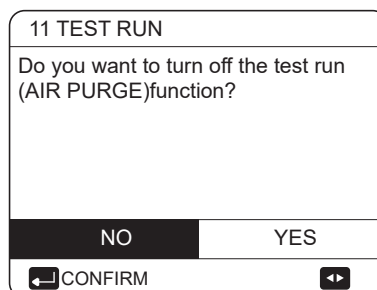 11 TEST RUN
Do you want to turn off the test run
(AIR PURGE)function?
NO YES
CONFIRM